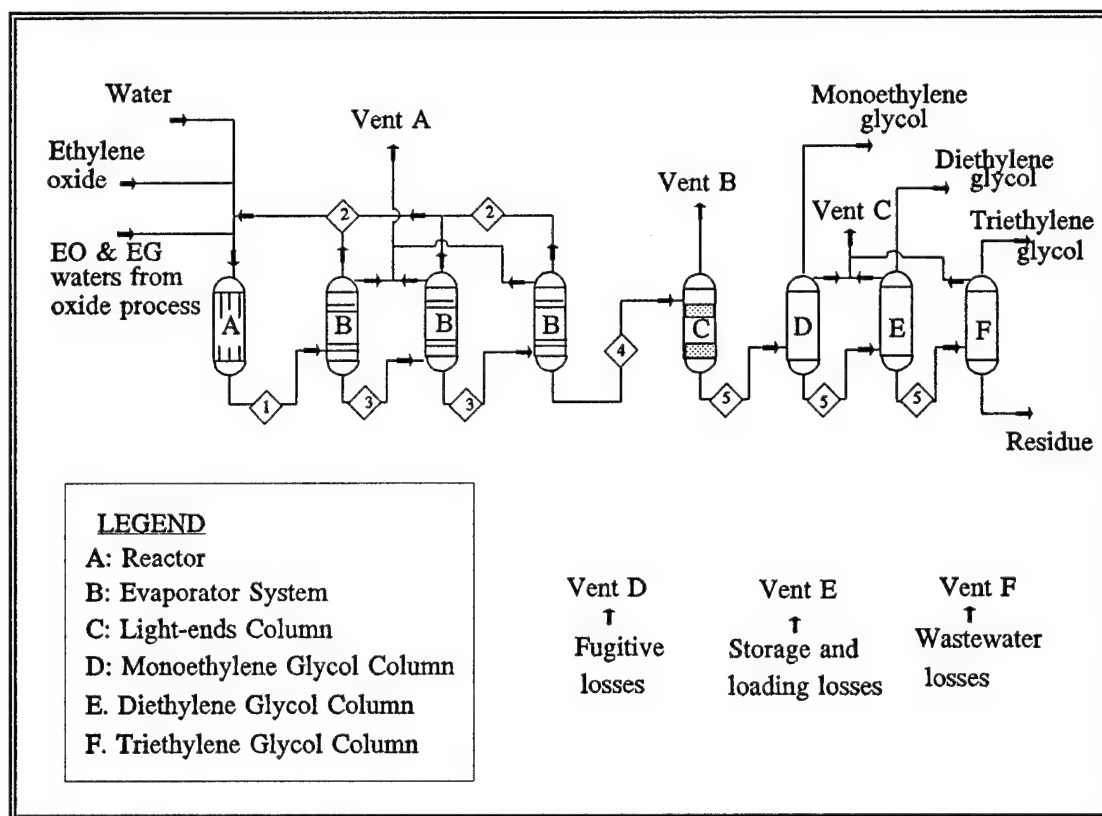 Water
Ethylene
oxide
EO & EG
waters from
oxide process
Vent A
2
2
A
B
B
B
1
3
3
4
Vent B
C
5
Monoethylene
glycol
Vent C
Diethylene
glycol
Triethylene
glycol
D
E
F
5
5
Residue
LEGEND
A: Reactor
B: Evaporator System
C: Light-ends Column
D: Monoethylene Glycol Column
E. Diethylene Glycol Column
F. Triethylene Glycol Column
Vent D
Fugitive
losses
Vent E
Storage and
loading losses
Vent F
Wastewater
losses